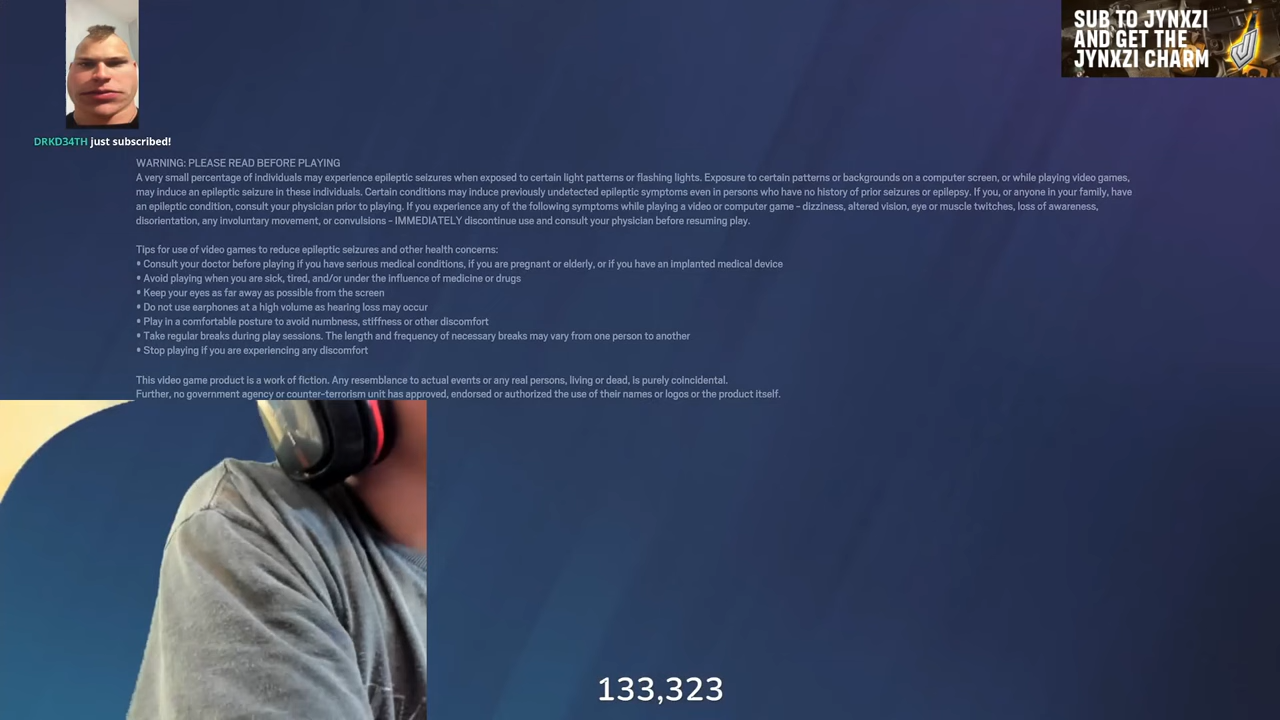 SUB TO JYNXZI
AND GET THE
JYNXZI CHARM
DRKD34TH just subscribed!
WARNING: PLEASE READ BEFORE PLAYING
A very small percentage of individuals may experience epileptic seizures when exposed to certain light patterns or flashing lights. Exposure to certain patterns or backgrounds on a computer screen, or while playing video games,
may induce an epileptic seizure in these individuals. Certain conditions may induce previously undetected epileptic symptoms even in persons who have no history of prior seizures or epilepsy. If you, or anyone in your family, have
an epileptic condition, consult your physician prior to playing. If you experience any of the following symptoms while playing a video or computer game - dizziness, altered vision, eye or muscle twitches, loss of awareness,
disorientation, any involuntary movement, or convulsions - IMMEDIATELY discontinue use and consult your physician before resuming play.
Tips for use of video games to reduce epileptic seizures and other health concerns:
• Consult your doctor before playing if you have serious medical conditions, if you are pregnant or elderly, or if you have an implanted medical device
• Avoid playing when you are sick, tired, and/or under the influence of medicine or drugs
• Keep your eyes as far away as possible from the screen
• Do not use earphones at a high volume as hearing loss may occur
• Play in a comfortable posture to avoid numbness, stiffness or other discomfort
• Take regular breaks during play sessions. The length and frequency of necessary breaks may vary from one person to another
• Stop playing if you are experiencing any discomfort
This video game product is a work of fiction. Any resemblance to actual events or any real persons, living or dead, is purely coincidental.
Further, no government agency or counter-terrorism unit has approved, endorsed or authorized the use of their names or logos or the product itself.
133,323